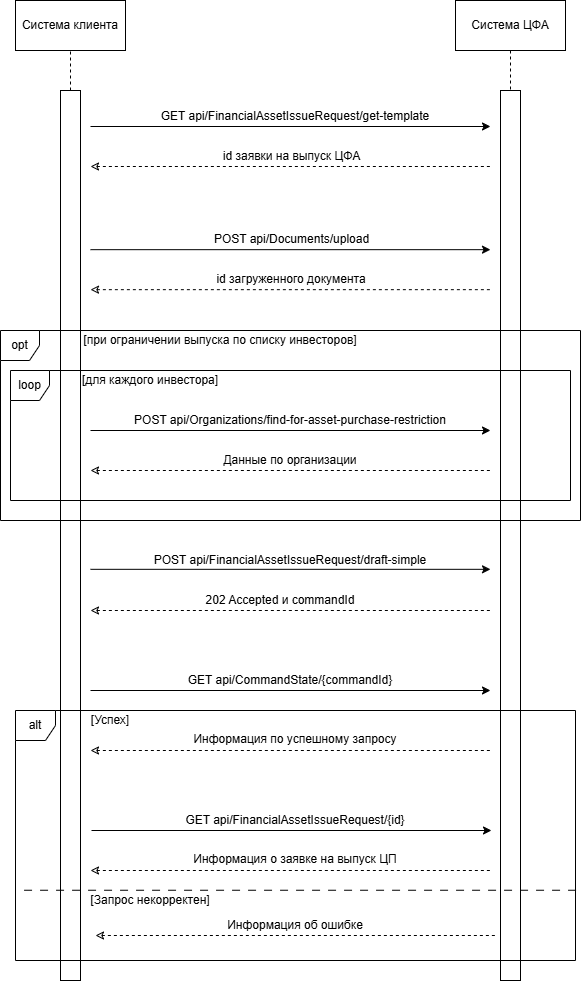 Система клиента
Система ЦФА
GET api/FinancialAssetIssueRequest/get-template
id заявки на выпуск ЦФА
POST api/Documents/upload
id загруженного документа
opt
[при ограничении выпуска по списку инвесторов]
loop
[для каждого инвестора]
POST api/Organizations/find-for-asset-purchase-restriction
Данные по организации
POST api/FinancialAssetIssueRequest/draft-simple
202 Accepted и commandId
GET api/CommandState/{commandId}
alt
[Успех]
Информация по успешному запросу
GET api/FinancialAssetIssueRequest/{id}
Информация о заявке на выпуск ЦП
[Запрос некорректен]
Информация об ошибке